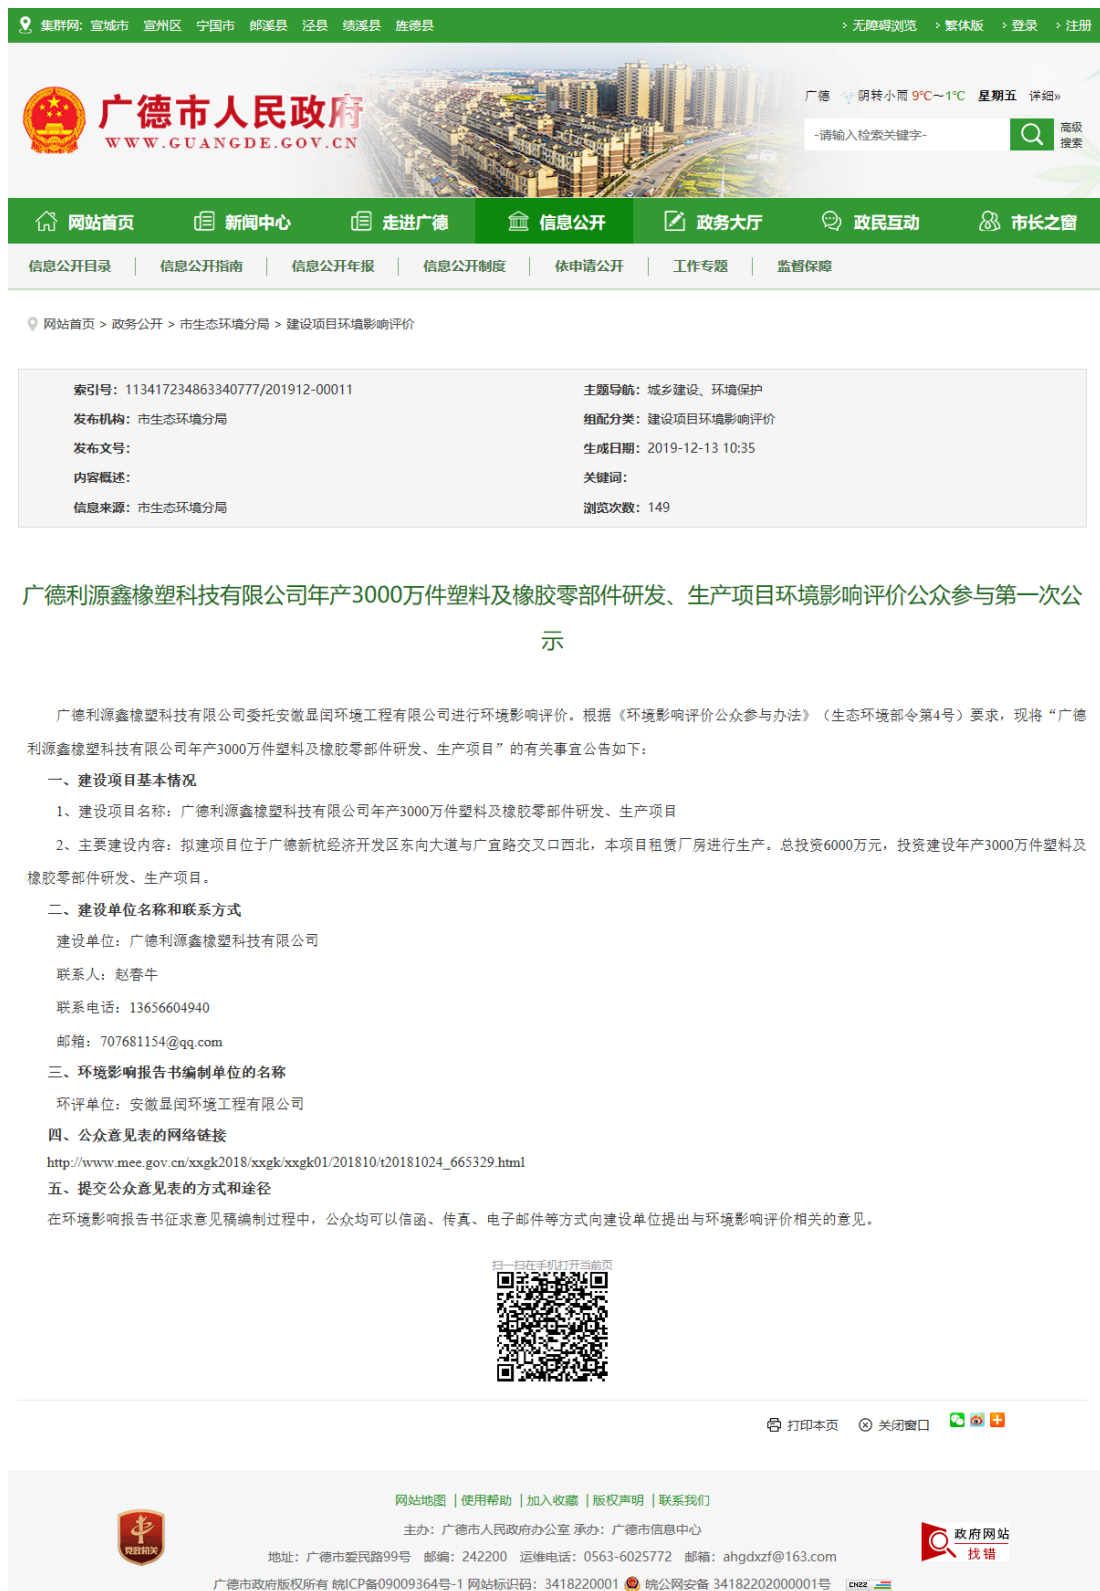 集群网: 宣城市 宣州区 宁国市 郎溪县 泾县 绩溪县 旌德县 无障碍浏览 繁体版 登录 注册
广德市人民政府
WWW.GUANGDE.GOV.CN
广德 阴转小雨 9℃~1℃ 星期五 详细»
-请输入检索关键字- 高级搜索
网站首页 新闻中心 走进广德 信息公开 政务大厅 政民互动 市长之窗
信息公开目录 信息公开指南 信息公开年报 信息公开制度 依申请公开 工作专题 监督保障
网站首页 > 政务公开 > 市生态环境分局 > 建设项目环境影响评价
索引号: 113417234863340777/201912-00011 主题导航: 城乡建设、环境保护
发布机构: 市生态环境分局 组配分类: 建设项目环境影响评价
发布文号: 生成日期: 2019-12-13 10:35
内容概述: 关键词:
信息来源: 市生态环境分局 浏览次数: 149
广德利源鑫橡塑科技有限公司年产3000万件塑料及橡胶零部件研发、生产项目环境影响评价公众参与第一次公
示
广德利源鑫橡塑科技有限公司委托安徽显闰环境工程有限公司进行环境影响评价。根据《环境影响评价公众参与办法》（生态环境部令第4号）要求，现将“广德
利源鑫橡塑科技有限公司年产3000万件塑料及橡胶零部件研发、生产项目”的有关事宜公告如下：
一、建设项目基本情况
1、建设项目名称：广德利源鑫橡塑科技有限公司年产3000万件塑料及橡胶零部件研发、生产项目
2、主要建设内容：拟建项目位于广德新杭经济开发区东向大道与广宜路交叉口西北，本项目租赁厂房进行生产。总投资6000万元，投资建设年产3000万件塑料及
橡胶零部件研发、生产项目。
二、建设单位名称和联系方式
建设单位：广德利源鑫橡塑科技有限公司
联系人：赵春牛
联系电话：13656604940
邮箱：707681154@qq.com
三、环境影响报告书编制单位的名称
环评单位：安徽显闰环境工程有限公司
四、公众意见表的网络链接
http://www.mee.gov.cn/xxgk2018/xxgk/xxgk01/201810/t20181024_665329.html
五、提交公众意见表的方式和途径
在环境影响报告书征求意见稿编制过程中，公众均可以信函、传真、电子邮件等方式向建设单位提出与环境影响评价相关的意见。
扫一扫在手机打开当前页
打印本页 关闭窗口
网站地图 | 使用帮助 | 加入收藏 | 版权声明 | 联系我们
主办：广德市人民政府办公室 承办：广德市信息中心
地址：广德市爱民路99号 邮编：242200 运维电话：0563-6025772 邮箱：ahgdxzf@163.com
广德市政府版权所有 皖ICP备09009364号-1 网站标识码：3418220001 皖公网安备 34182202000001号 CNZZ
党政机关
政府网站
找错